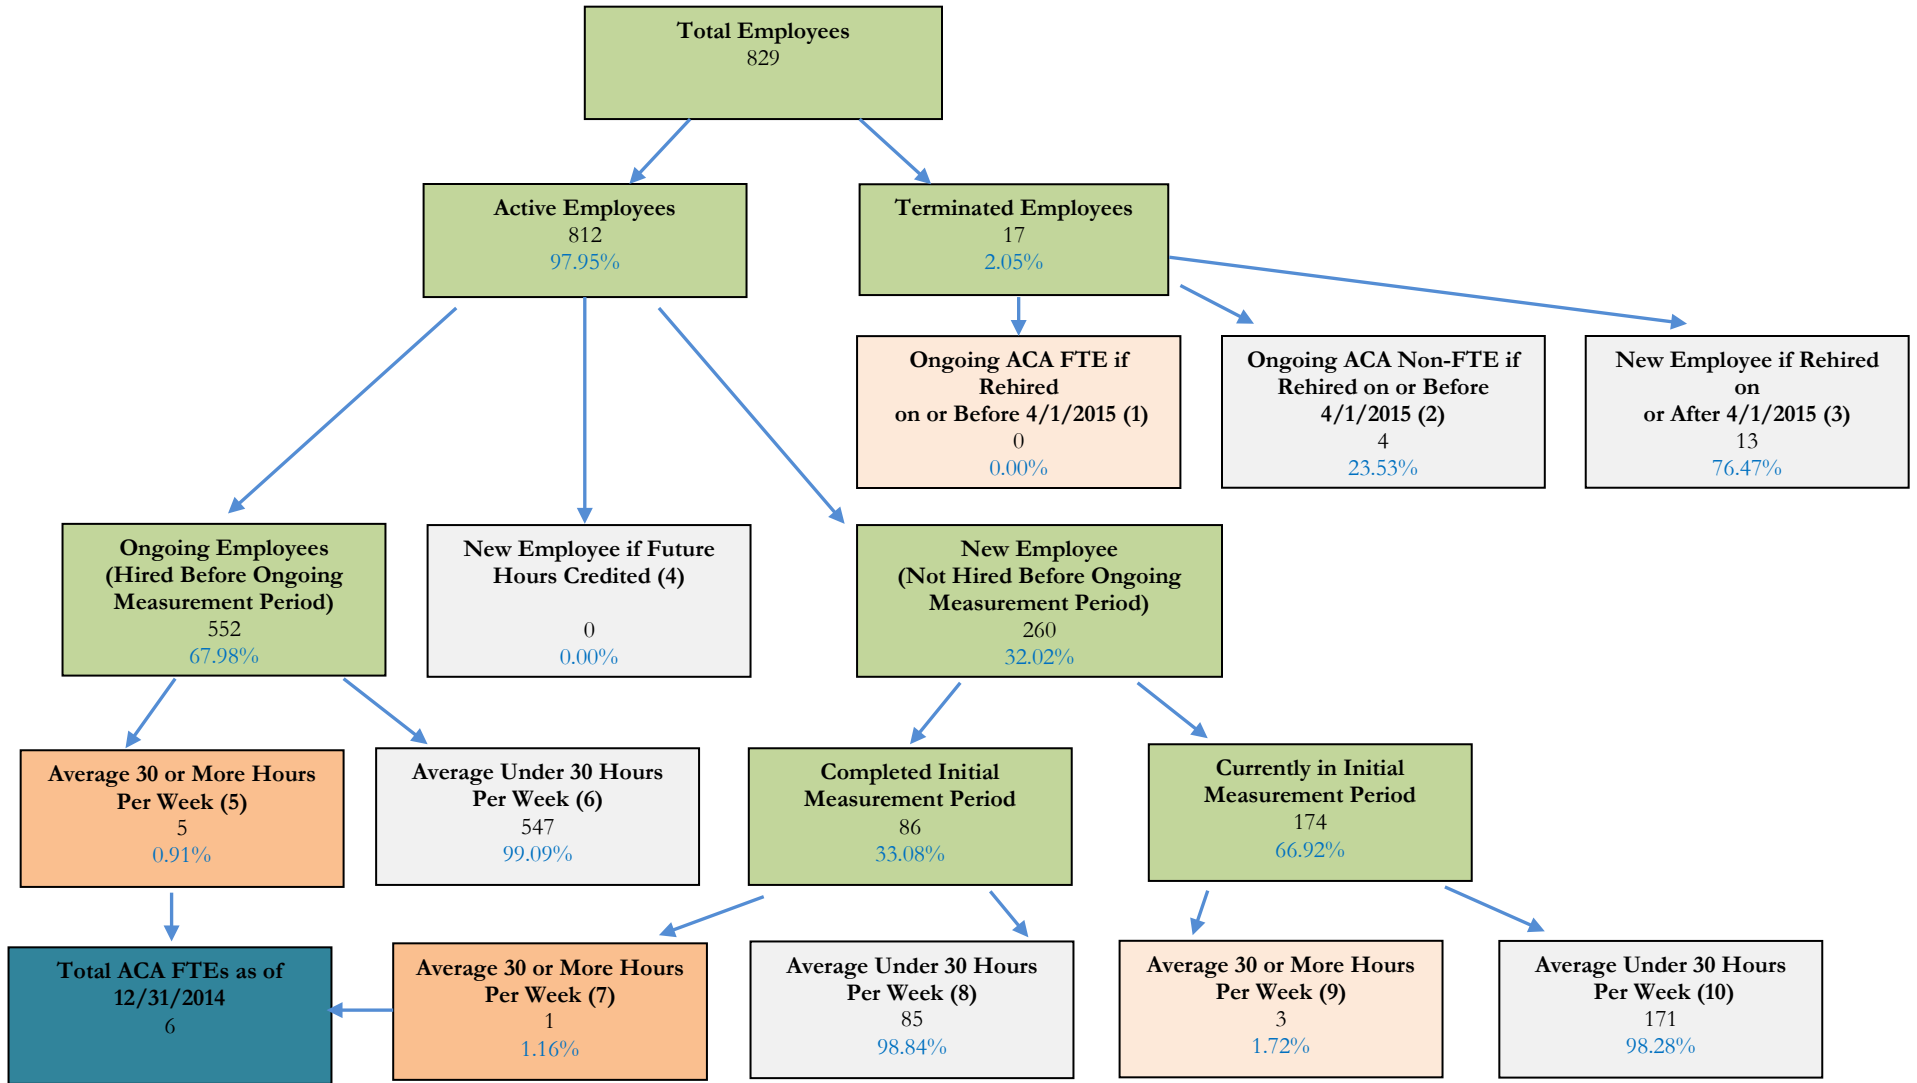 Total Employees
829
Active Employees
812
97.95%
Terminated Employees
17
2.05%
Ongoing ACA FTE if
Rehired
on or Before 4/1/2015 (1)
0
0.00%
Ongoing ACA Non-FTE if
Rehired on or Before
4/1/2015 (2)
4
23.53%
New Employee if Rehired
on
or After 4/1/2015 (3)
13
76.47%
Ongoing Employees
(Hired Before Ongoing
Measurement Period)
552
67.98%
New Employee if Future
Hours Credited (4)
0
0.00%
New Employee
(Not Hired Before Ongoing
Measurement Period)
260
32.02%
Average 30 or More Hours
Per Week (5)
5
0.91%
Average Under 30 Hours
Per Week (6)
547
99.09%
Completed Initial
Measurement Period
86
33.08%
Currently in Initial
Measurement Period
174
66.92%
Total ACA FTEs as of
12/31/2014
6
Average 30 or More Hours
Per Week (7)
1
1.16%
Average Under 30 Hours
Per Week (8)
85
98.84%
Average 30 or More Hours
Per Week (9)
3
1.72%
Average Under 30 Hours
Per Week (10)
171
98.28%